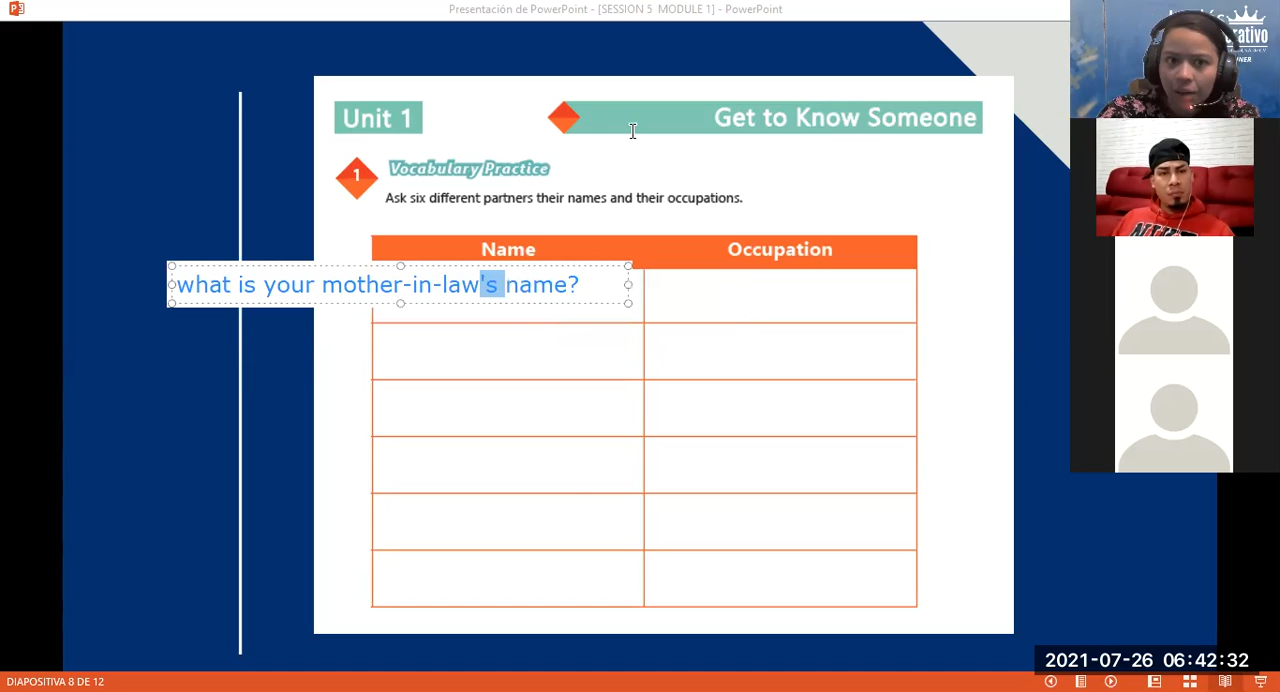 Presentación de PowerPoint - [SESSION 5 MODULE 1] - PowerPoint
Unit 1
Get to Know Someone
1
Vocabulary Practice
Ask six different partners their names and their occupations.
Name
Occupation
what is your mother-in-law's name?
2021-07-26 06:42:32
DIAPOSITIVA 8 DE 12